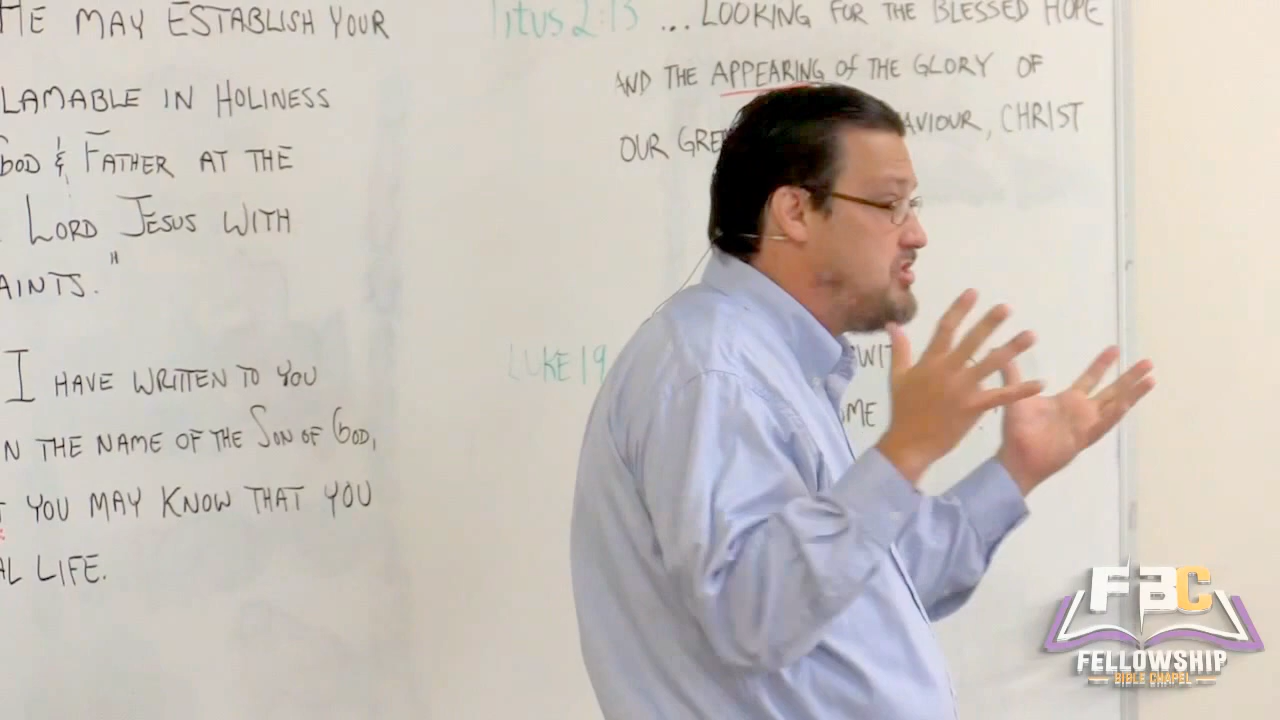 HE MAY ESTABLISH YOUR
LAMABLE IN HOLINESS
GOD & FATHER AT THE
LORD JESUS WITH
AINTS."
I HAVE WRITTEN TO YOU
N THE NAME OF THE SON OF GOD,
YOU MAY KNOW THAT YOU
AL LIFE.
Titus 2:13 ... LOOKING FOR THE BLESSED HOPE
AND THE APPEARING of THE GLORY OF
OUR GRE AVIOUR, CHRIST
LUKE 19 WIT
OME
FBC
FELLOWSHIP
BIBLE CHAPEL